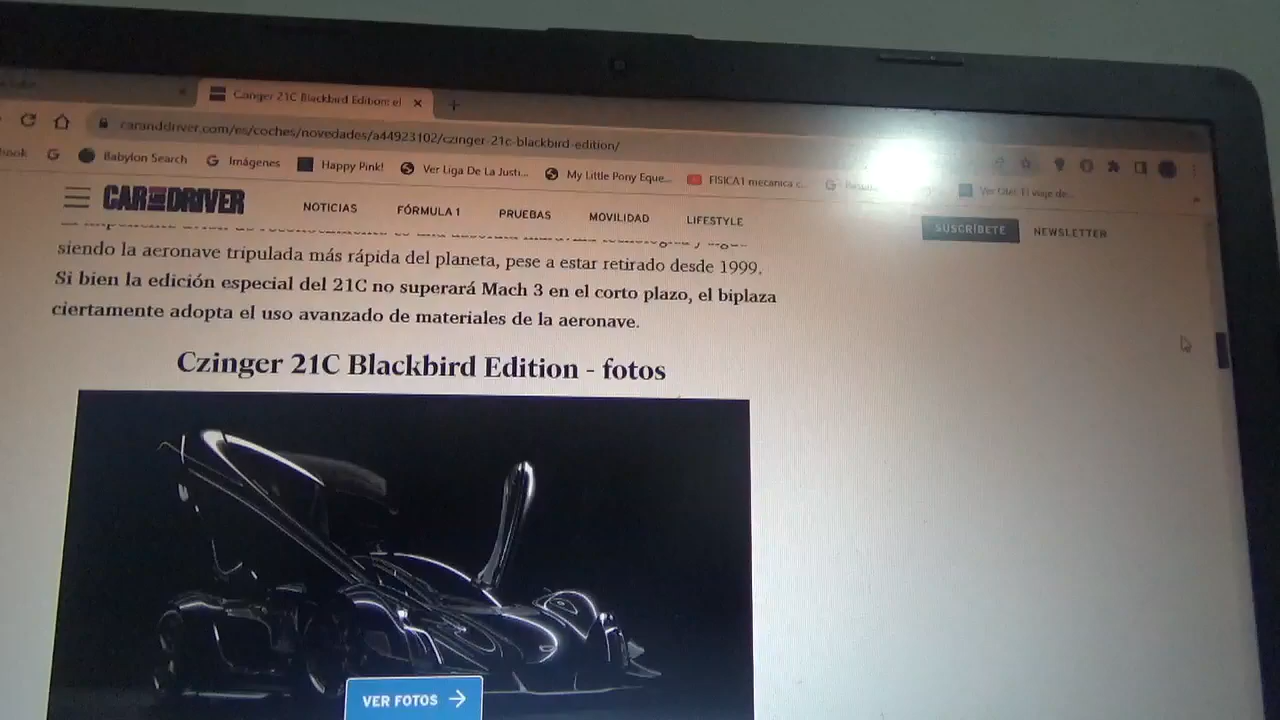 Czinger 21C Blackbird Edition: el
caranddriver.com/es/coches/novedades/a44923102/czinger-21c-blackbird-edition/
Babylon Search
Imágenes
Happy Pink!
Ver Liga De La Justi...
My Little Pony Eque...
FISICA1 mecanica c...
CAR AND DRIVER
NOTICIAS
FÓRMULA 1
PRUEBAS
MOVILIDAD
LIFESTYLE
SUSCRÍBETE
NEWSLETTER
siendo la aeronave tripulada más rápida del planeta, pese a estar retirado desde 1999.
Si bien la edición especial del 21C no superará Mach 3 en el corto plazo, el biplaza
ciertamente adopta el uso avanzado de materiales de la aeronave.
Czinger 21C Blackbird Edition - fotos
VER FOTOS